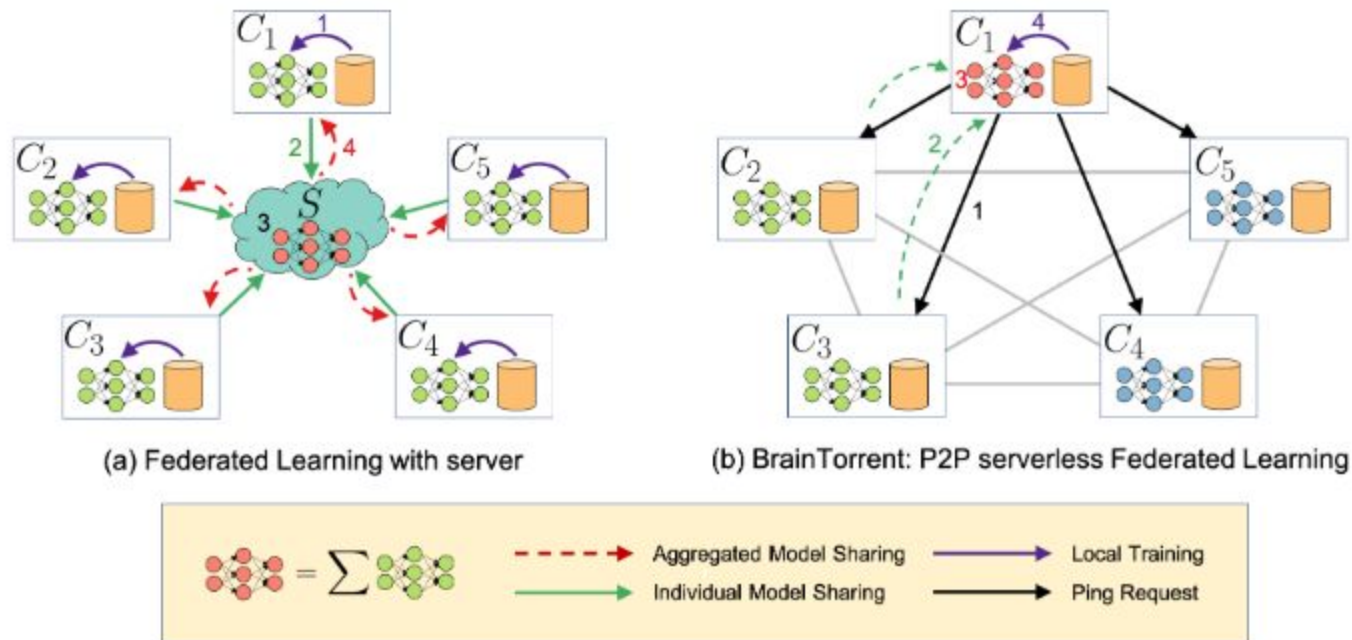 C₁
1
2
4
C₂
C₅
S
3
C₃
C₄
(a) Federated Learning with server
C₁
4
3
C₂
2
C₅
1
C₃
C₄
(b) BrainTorrent: P2P serverless Federated Learning
= ∑
Aggregated Model Sharing
Local Training
Individual Model Sharing
Ping Request